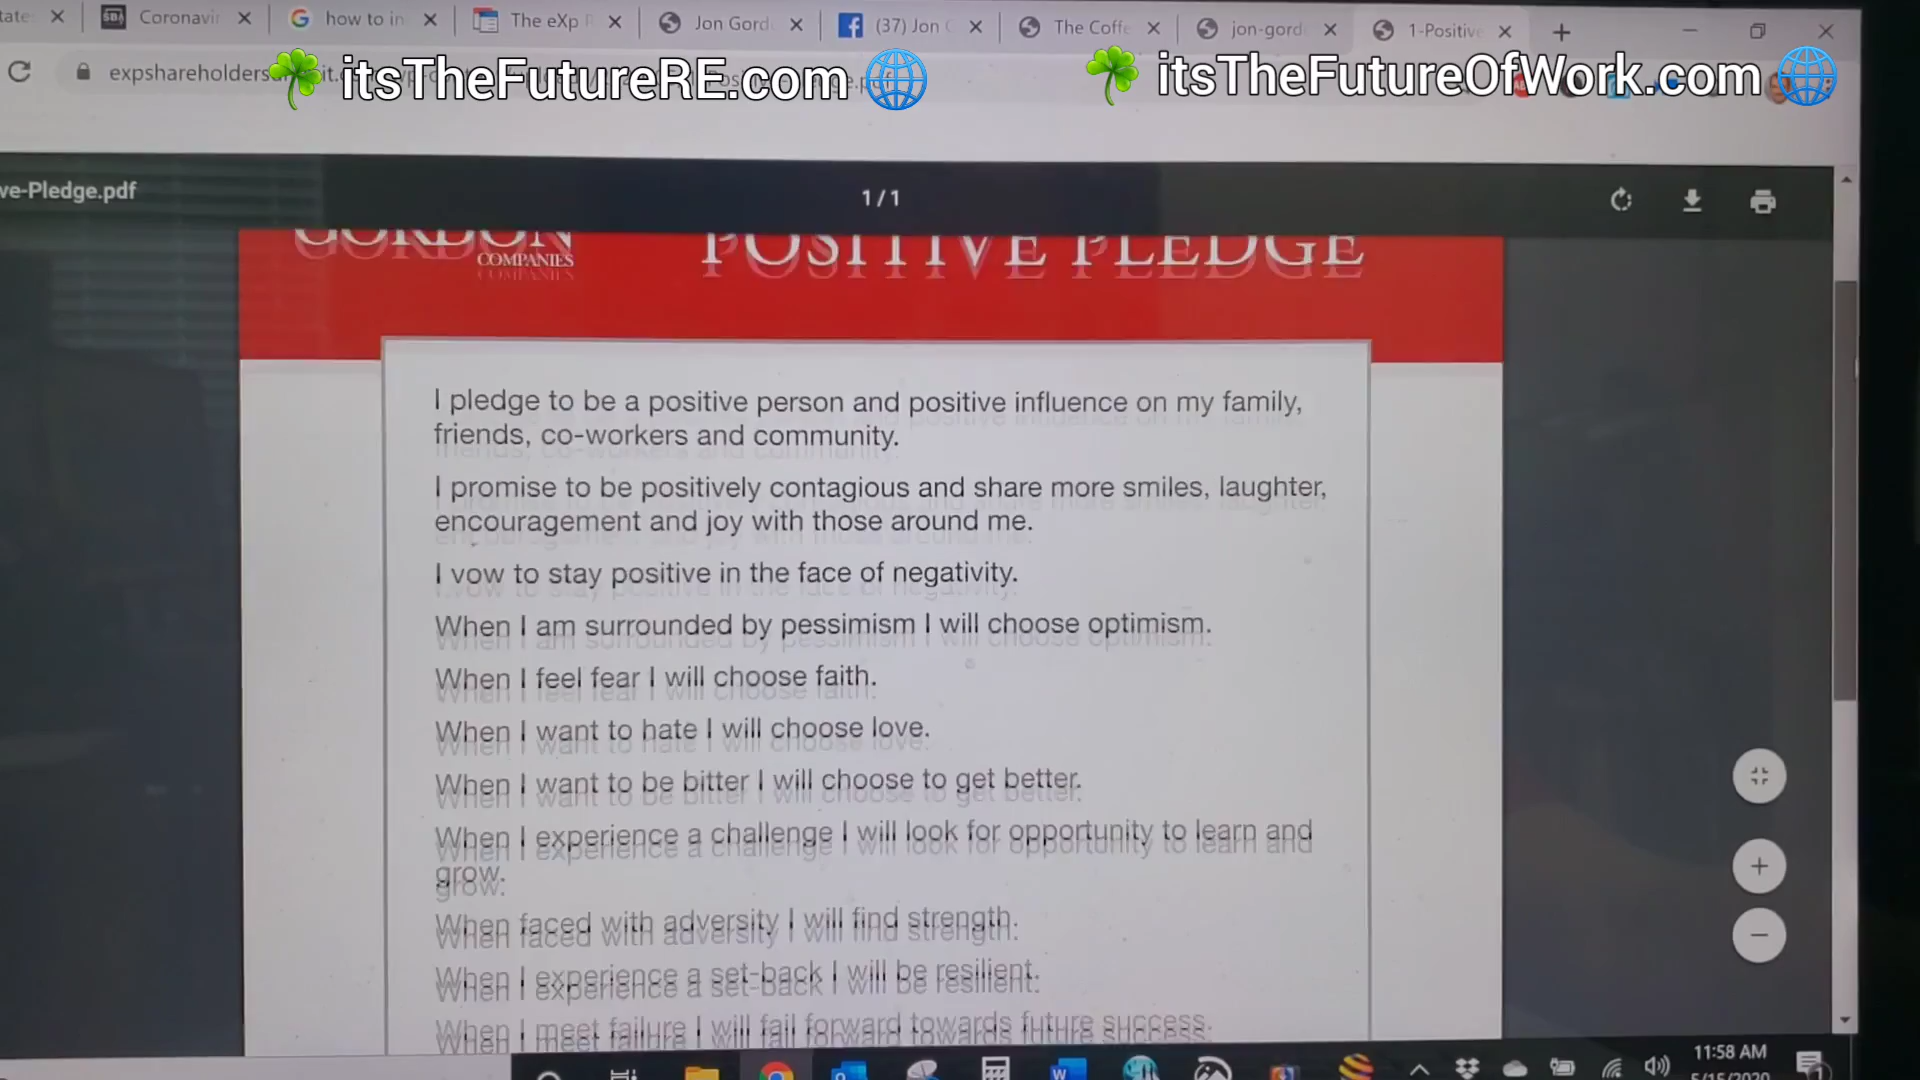 Coronavir
how to in
The eXp
Jon Gord
(37) Jon
The Coffe
jon-gord
1-Positive
itsTheFutureRE.com
itsTheFutureOfWork.com
ve-Pledge.pdf
1 / 1
GORDON
COMPANIES
POSITIVE PLEDGE
I pledge to be a positive person and positive influence on my family,
friends, co-workers and community.
I promise to be positively contagious and share more smiles, laughter,
encouragement and joy with those around me.
I vow to stay positive in the face of negativity.
When I am surrounded by pessimism I will choose optimism.
When I feel fear I will choose faith.
When I want to hate I will choose love.
When I want to be bitter I will choose to get better.
When I experience a challenge I will look for opportunity to learn and
grow.
When faced with adversity I will find strength.
When I experience a set-back I will be resilient.
When I meet failure I will fail forward towards future success.
11:58 AM
5/15/2020